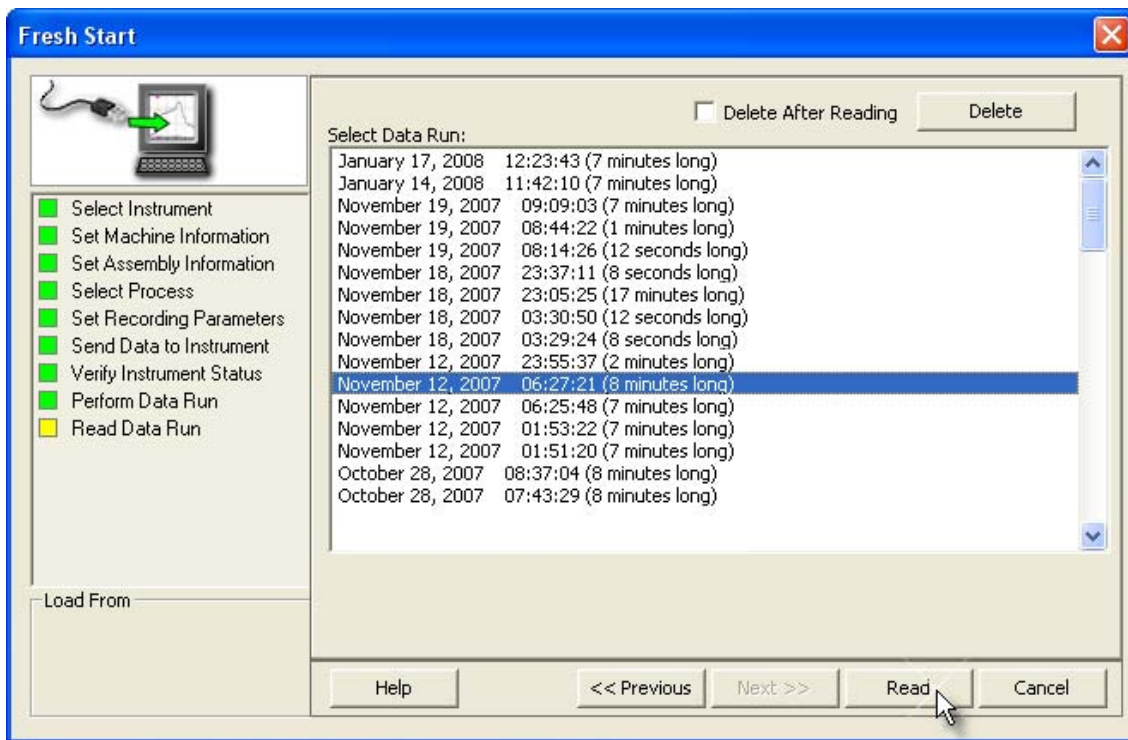 Fresh Start
Select Instrument
Set Machine Information
Set Assembly Information
Select Process
Set Recording Parameters
Send Data to Instrument
Verify Instrument Status
Perform Data Run
Read Data Run
Load From
Delete After Reading
Delete
Select Data Run:
January 17, 2008 12:23:43 (7 minutes long)
January 14, 2008 11:42:10 (7 minutes long)
November 19, 2007 09:09:03 (7 minutes long)
November 19, 2007 08:44:22 (1 minutes long)
November 19, 2007 08:14:26 (12 seconds long)
November 18, 2007 23:37:11 (8 seconds long)
November 18, 2007 23:05:25 (17 minutes long)
November 18, 2007 03:30:50 (12 seconds long)
November 18, 2007 03:29:24 (8 seconds long)
November 12, 2007 23:55:37 (2 minutes long)
November 12, 2007 06:27:21 (8 minutes long)
November 12, 2007 06:25:48 (7 minutes long)
November 12, 2007 01:53:22 (7 minutes long)
November 12, 2007 01:51:20 (7 minutes long)
October 28, 2007 08:37:04 (8 minutes long)
October 28, 2007 07:43:29 (8 minutes long)
Help
<< Previous
Next >>
Read
Cancel